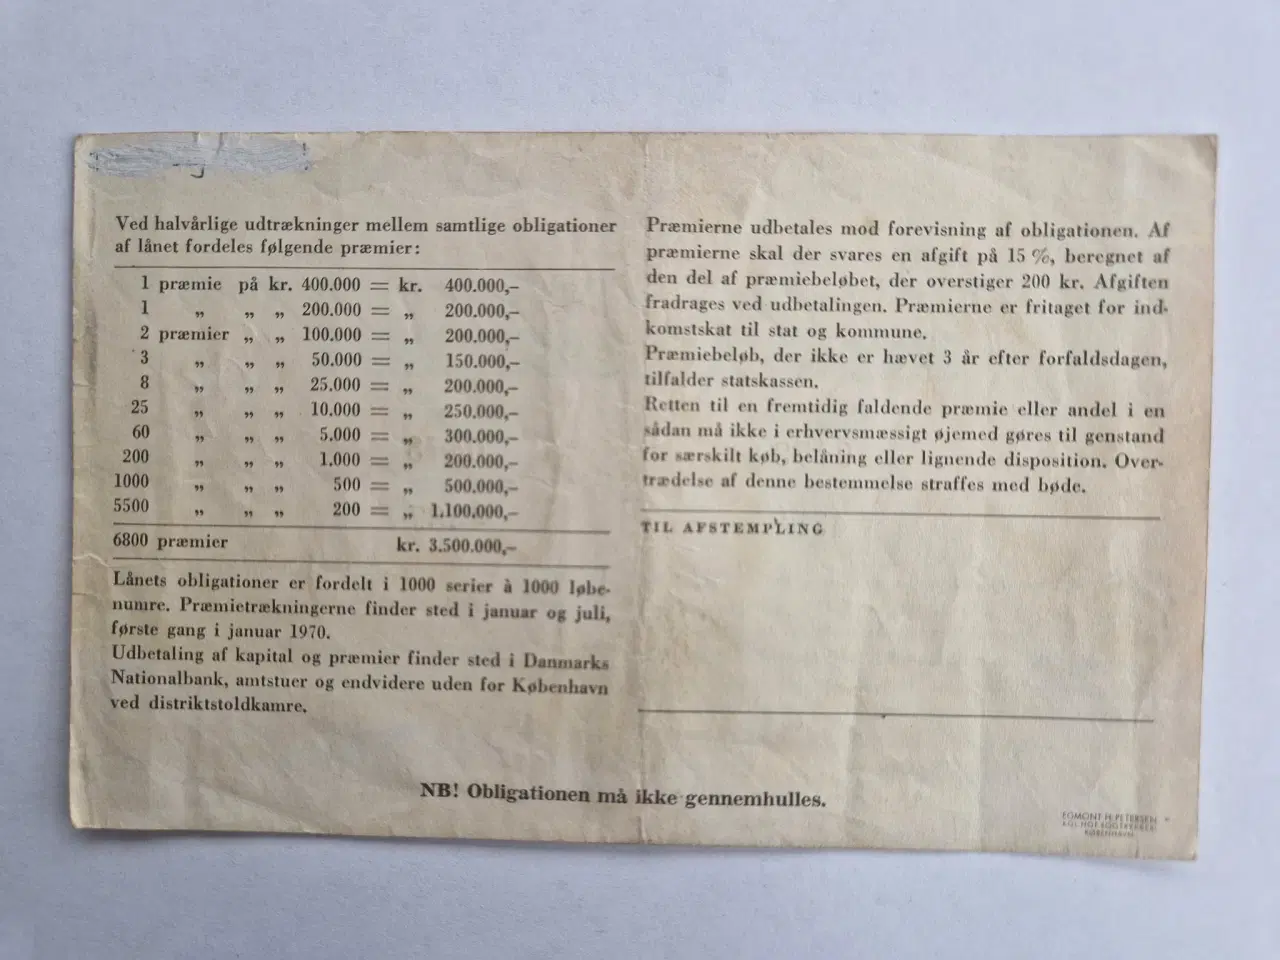 Ved halvårlige udtrækninger mellem samtlige obligationer
af lånet fordeles følgende præmier:
1 præmie på kr. 400.000 = kr. 400.000,–
1 „ „ „ 200.000 = „ 200.000,–
2 præmier „ „ 100.000 = „ 200.000,–
3 „ „ „ 50.000 = „ 150.000,–
8 „ „ „ 25.000 = „ 200.000,–
25 „ „ „ 10.000 = „ 250.000,–
60 „ „ „ 5.000 = „ 300.000,–
200 „ „ „ 1.000 = „ 200.000,–
1000 „ „ „ 500 = „ 500.000,–
5500 „ „ „ 200 = „ 1.100.000,–
6800 præmier kr. 3.500.000,–
Lånets obligationer er fordelt i 1000 serier à 1000 løbe-
numre. Præmietrækningerne finder sted i januar og juli,
første gang i januar 1970.
Udbetaling af kapital og præmier finder sted i Danmarks
Nationalbank, amtstuer og endvidere uden for København
ved distriktstoldkamre.
Præmierne udbetales mod forevisning af obligationen. Af
præmierne skal der svares en afgift på 15 %, beregnet af
den del af præmiebeløbet, der overstiger 200 kr. Afgiften
fradrages ved udbetalingen. Præmierne er fritaget for ind-
komstskat til stat og kommune.
Præmiebeløb, der ikke er hævet 3 år efter forfaldsdagen,
tilfalder statskassen.
Retten til en fremtidig faldende præmie eller andel i en
sådan må ikke i erhvervsmæssigt øjemed gøres til genstand
for særskilt køb, belåning eller lignende disposition. Over-
trædelse af denne bestemmelse straffes med bøde.
TIL AFSTEMPLING
NB! Obligationen må ikke gennemhulles.
EGMONT H. PETERSEN
KGL. HOF-BOGTRYKKERI
KØBENHAVN